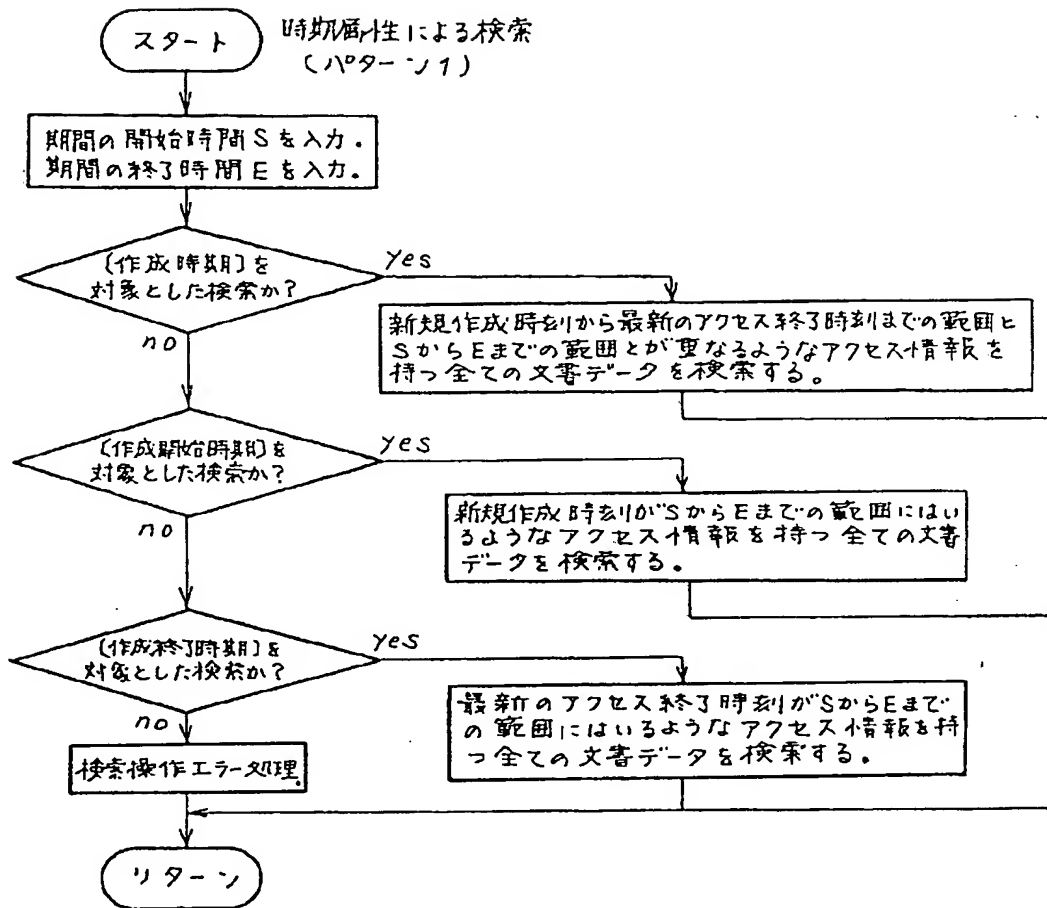 スタート
時期属性による検索
(パターン1)
期間の開始時間Sを入力.
期間の終了時間Eを入力.
〔作成時期〕を
対象とした検索か?
yes
no
新規作成時刻から最新のアクセス終了時刻までの範囲と
SからEまでの範囲とが重なるようなアクセス情報を
持つ全ての文書データを検索する。
〔作成開始時期〕を
対象とした検索か?
yes
no
新規作成時刻がSからEまでの範囲にはい
るようなアクセス情報を持つ全ての文書
データを検索する。
〔作成終了時期〕を
対象とした検索か?
yes
no
最新のアクセス終了時刻がSからEまで
の範囲にはいるようなアクセス情報を持
つ全ての文書データを検索する。
検索操作エラー処理.
リターン